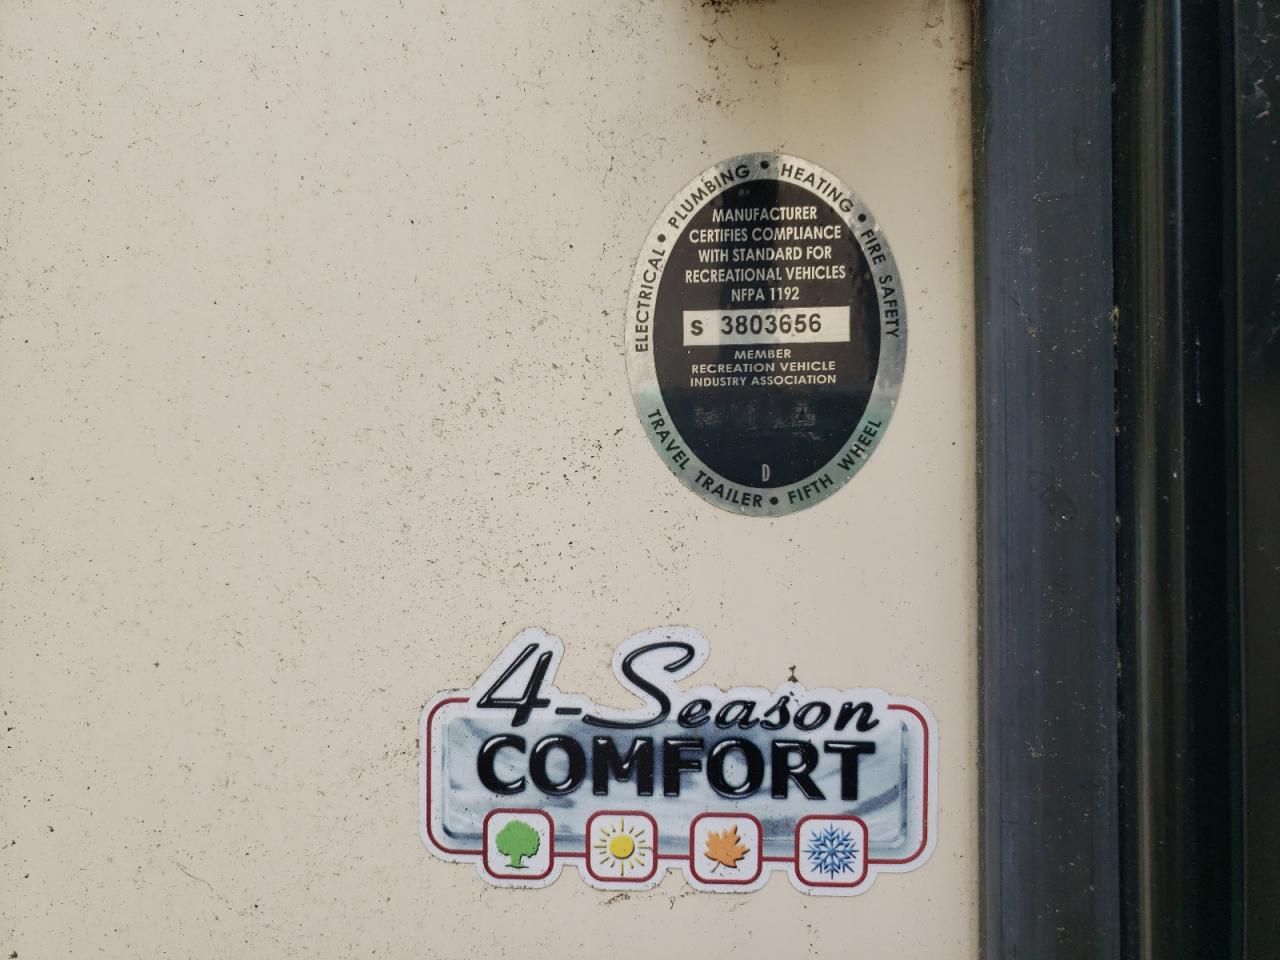 ELECTRICAL • PLUMBING • HEATING • FIRE SAFETY
MANUFACTURER
CERTIFIES COMPLIANCE
WITH STANDARD FOR
RECREATIONAL VEHICLES
NFPA 1192
S 3803656
MEMBER
RECREATION VEHICLE
INDUSTRY ASSOCIATION
D
TRAVEL TRAILER • FIFTH WHEEL
4-Season
COMFORT